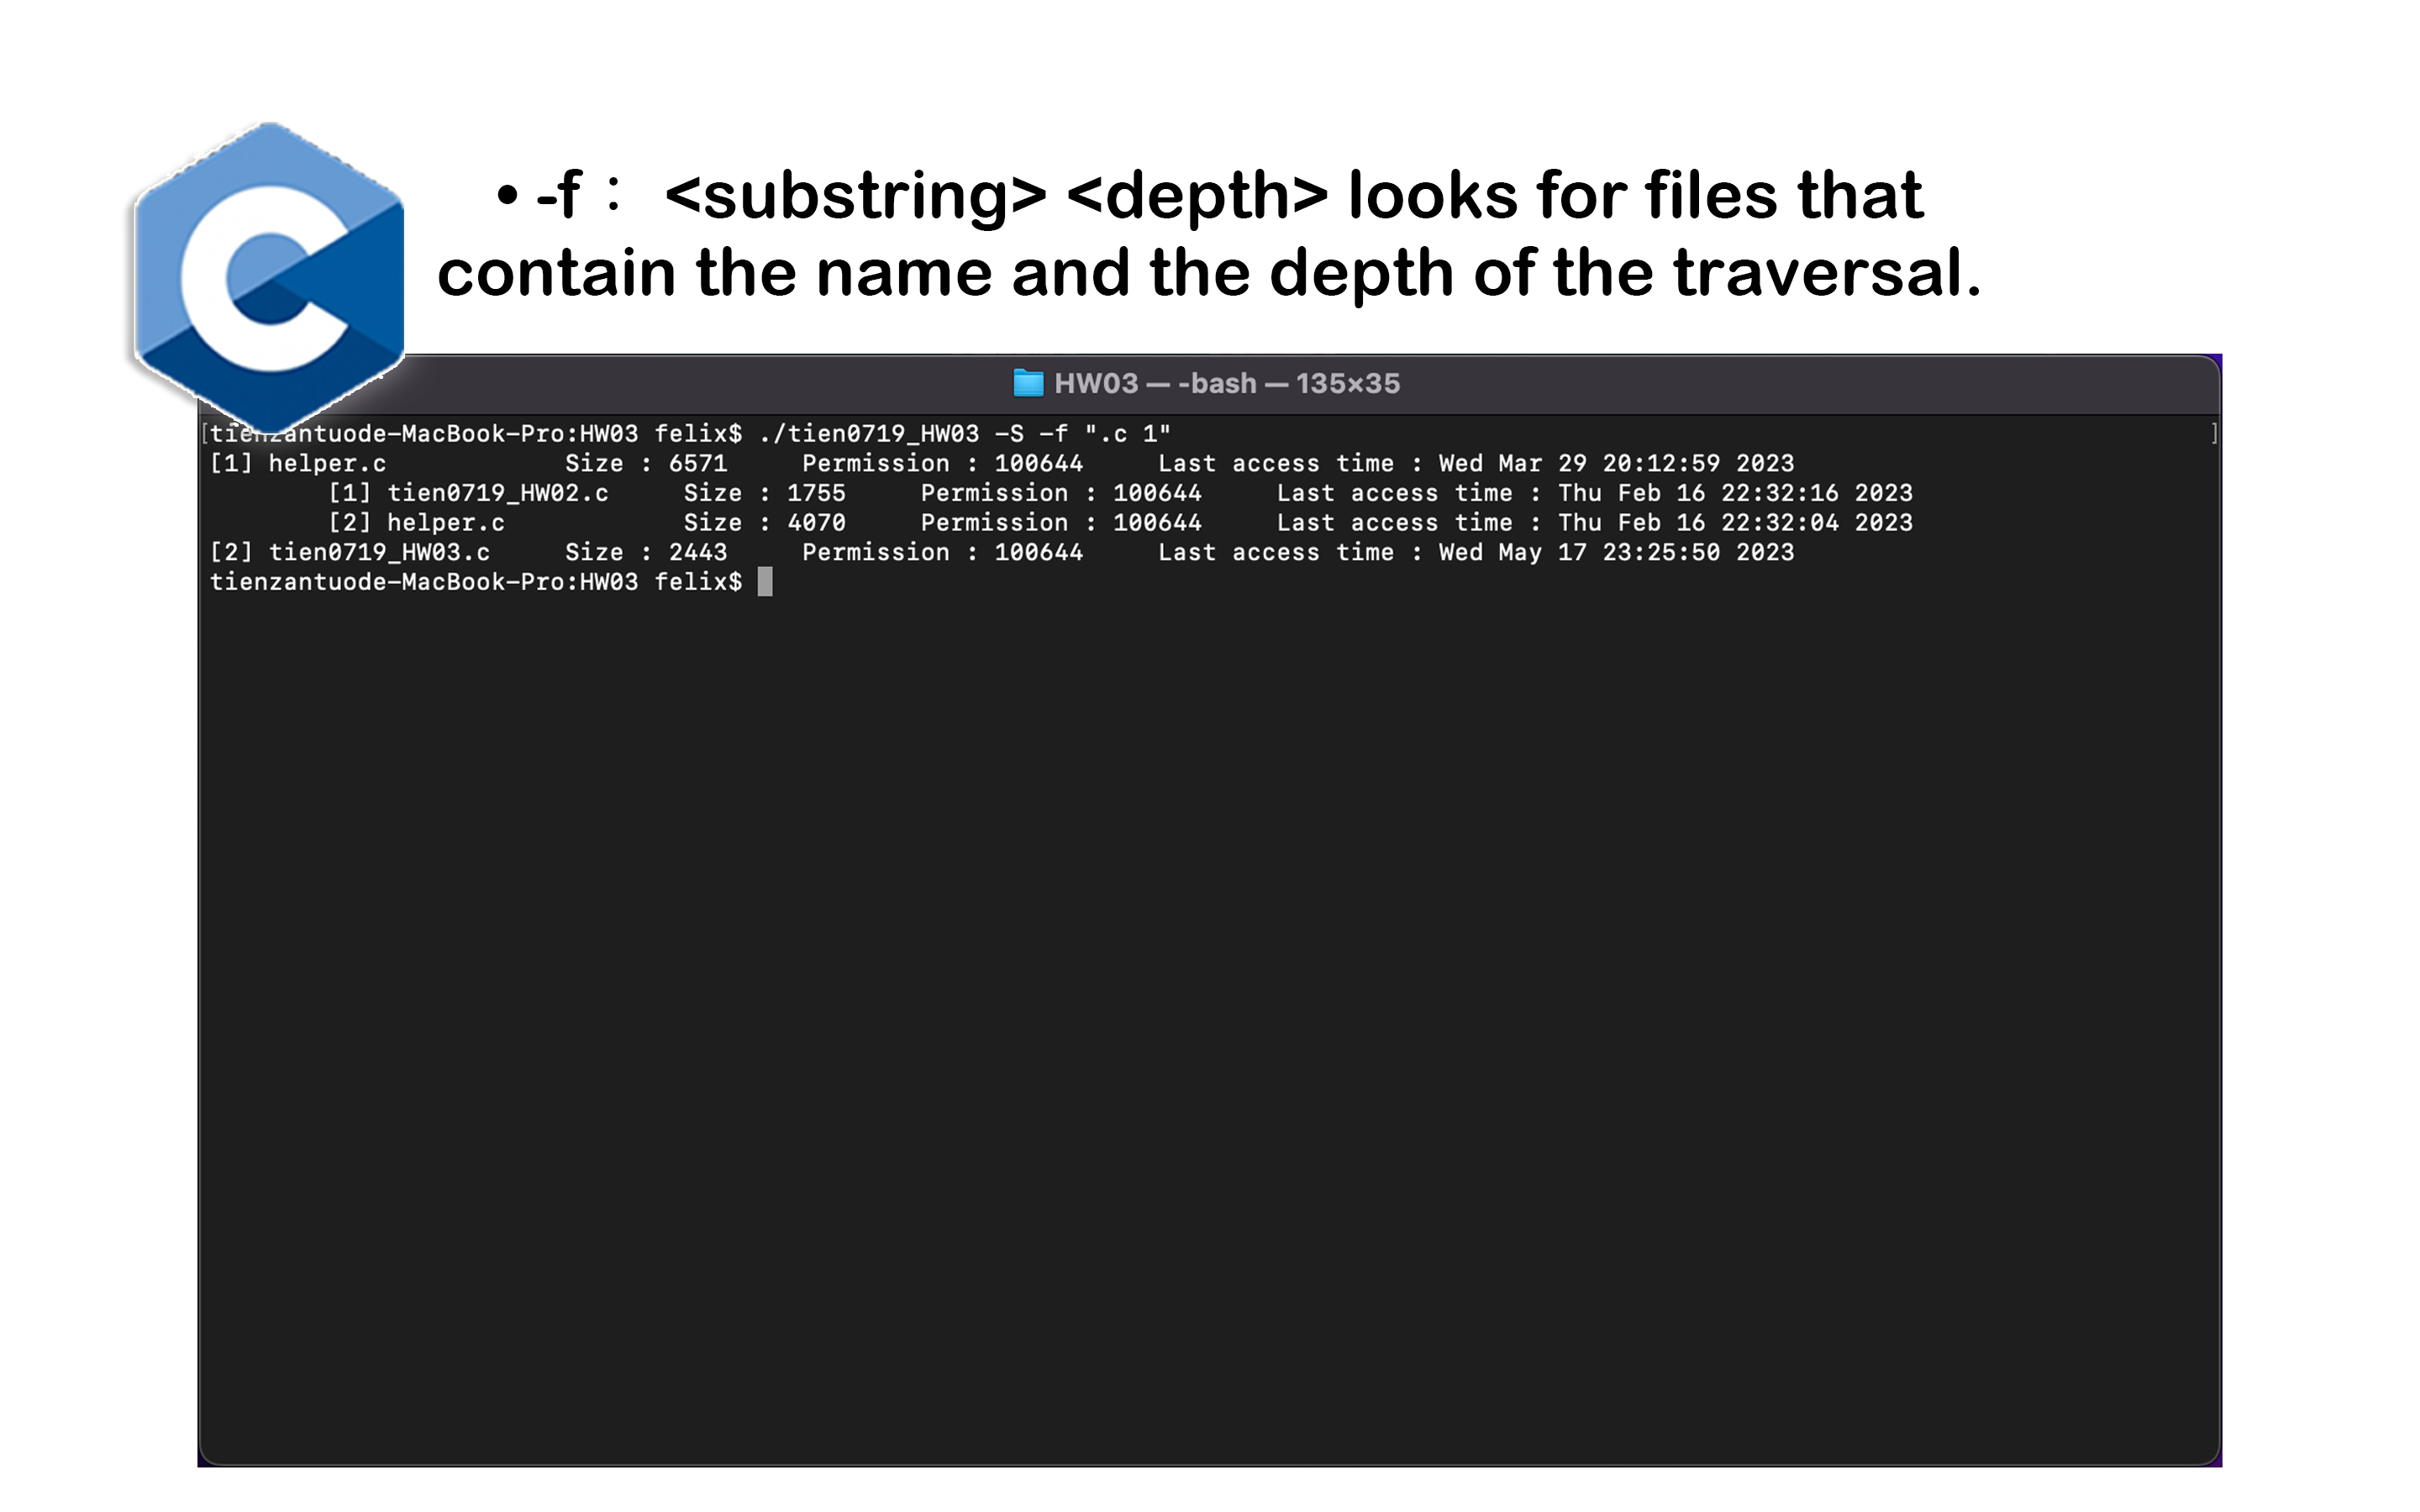 • -f： <substring> <depth> looks for files that
contain the name and the depth of the traversal.
HW03 — -bash — 135×35
[tienzantuode-MacBook-Pro:HW03 felix$ ./tien0719_HW03 -S -f ".c 1" ]
[1] helper.c            Size : 6571     Permission : 100644     Last access time : Wed Mar 29 20:12:59 2023
        [1] tien0719_HW02.c     Size : 1755     Permission : 100644     Last access time : Thu Feb 16 22:32:16 2023
        [2] helper.c            Size : 4070     Permission : 100644     Last access time : Thu Feb 16 22:32:04 2023
[2] tien0719_HW03.c     Size : 2443     Permission : 100644     Last access time : Wed May 17 23:25:50 2023
tienzantuode-MacBook-Pro:HW03 felix$